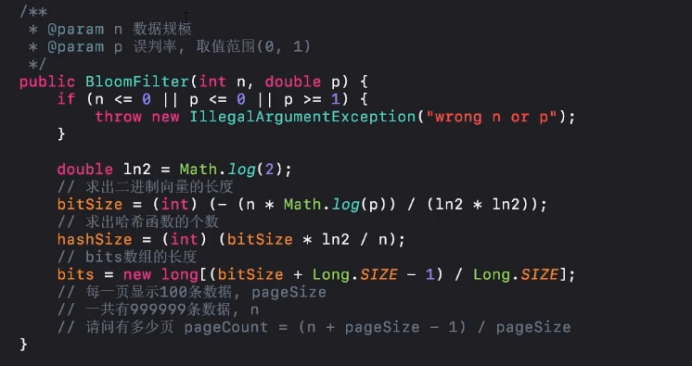 /**
 * @param n 数据规模
 * @param p 误判率, 取值范围(0, 1)
 */
public BloomFilter(int n, double p) {
    if (n <= 0 || p <= 0 || p >= 1) {
        throw new IllegalArgumentException("wrong n or p");
    }

    double ln2 = Math.log(2);
    // 求出二进制向量的长度
    bitSize = (int) (- (n * Math.log(p)) / (ln2 * ln2));
    // 求出哈希函数的个数
    hashSize = (int) (bitSize * ln2 / n);
    // bits数组的长度
    bits = new long[(bitSize + Long.SIZE - 1) / Long.SIZE];
    // 每一页显示100条数据, pageSize
    // 一共有999999条数据, n
    // 请问有多少页 pageCount = (n + pageSize - 1) / pageSize
}